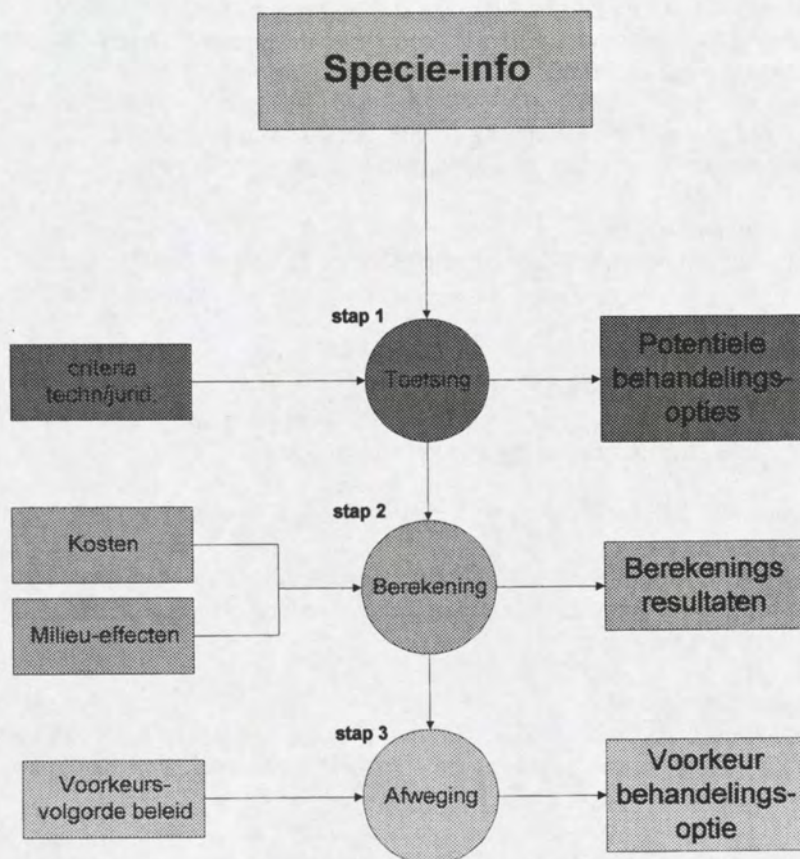 Specie-info
stap 1
criteria
techn/jurid.
Toetsing
Potentiele
behandelings-
opties
stap 2
Kosten
Milieu-effecten
Berekening
Berekenings
resultaten
stap 3
Voorkeurs-
volgorde beleid
Afweging
Voorkeur
behandelings-
optie